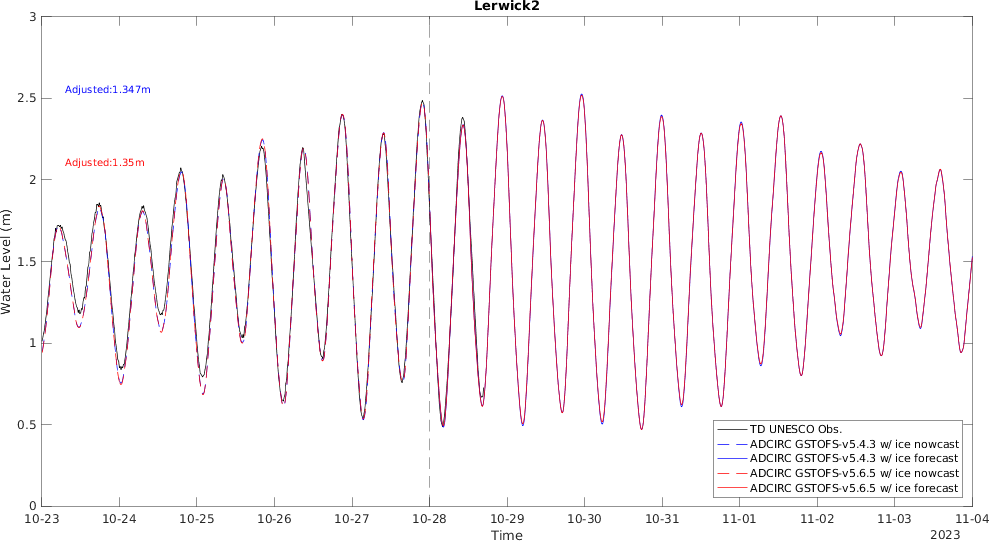 Lerwick2
3
2.5
2
1.5
1
0.5
0
Water Level (m)
Adjusted:1.347m
Adjusted:1.35m
TD UNESCO Obs.
ADCIRC GSTOFS-v5.4.3 w/ ice nowcast
ADCIRC GSTOFS-v5.4.3 w/ ice forecast
ADCIRC GSTOFS-v5.6.5 w/ ice nowcast
ADCIRC GSTOFS-v5.6.5 w/ ice forecast
10-23 10-24 10-25 10-26 10-27 10-28 10-29 10-30 10-31 11-01 11-02 11-03 11-04
Time
2023